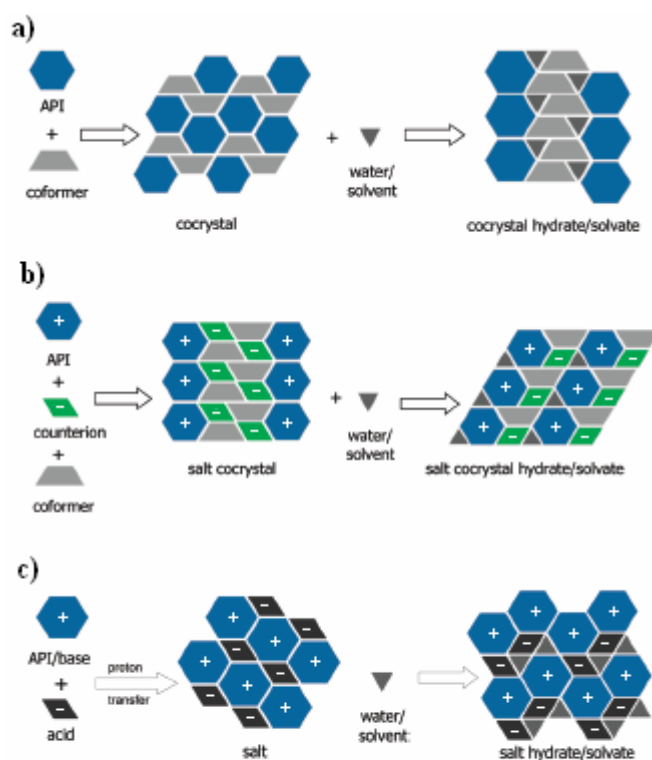 a)
API
+
coformer
cocrystal
+
water/
solvent
cocrystal hydrate/solvate
b)
+
API
+
-
counterion
+
coformer
+ - - +
+ - - +
+ - - +
salt cocrystal
+
water/
solvent
+ - + -
+ - + -
+ - + -
salt cocrystal hydrate/solvate
c)
+
API/base
+
-
acid
proton
transfer
-
+ -
- +
+ - +
- + -
- +
-
salt
water/
solvent
+ +
- -
+ - + -
- + - +
+ +
- -
salt hydrate/solvate